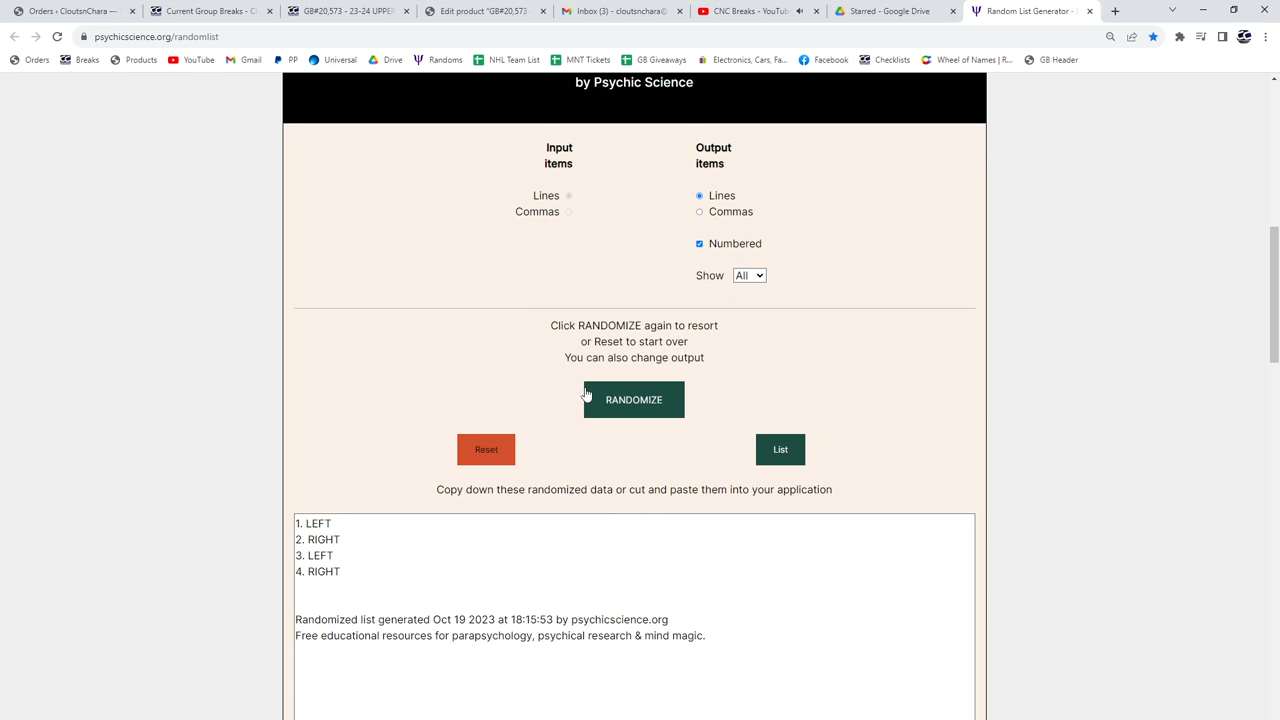 Orders ‹ CloutsnChara —
Current Group Breaks - C
GB#20,573 - 23-24 UPPER
Edit product "GB#20,573
Inbox (3) - cloutsnchara@
CNC Breaks - YouTub
Starred - Google Drive
Random List Generator -
psychicscience.org/randomlist
Orders
Breaks
Products
YouTube
Gmail
PP
Universal
Drive
Randoms
NHL Team List
MNT Tickets
GB Giveaways
Electronics, Cars, Fa...
Facebook
Checklists
Wheel of Names | R...
GB Header
by Psychic Science
Input
items
Output
items
Lines
Lines
Commas
Commas
Numbered
Show All
Click RANDOMIZE again to resort
or Reset to start over
You can also change output
RANDOMIZE
Reset
List
Copy down these randomized data or cut and paste them into your application
1. LEFT
2. RIGHT
3. LEFT
4. RIGHT
Randomized list generated Oct 19 2023 at 18:15:53 by psychicscience.org
Free educational resources for parapsychology, psychical research & mind magic.